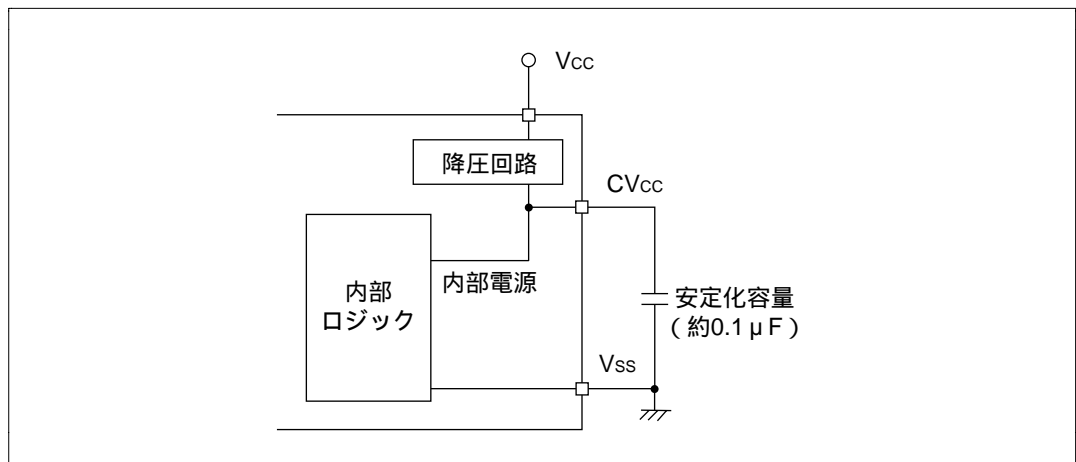 Vcc
降圧回路
CVcc
内部電源
内部
ロジック
安定化容量
（約0.1μF）
Vss